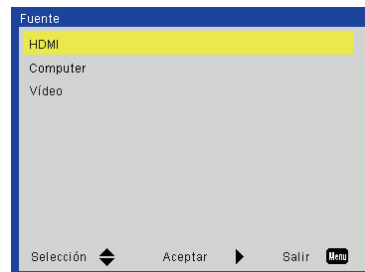 Fuente
HDMI
Computer
Vídeo
Selección Aceptar Salir Menu